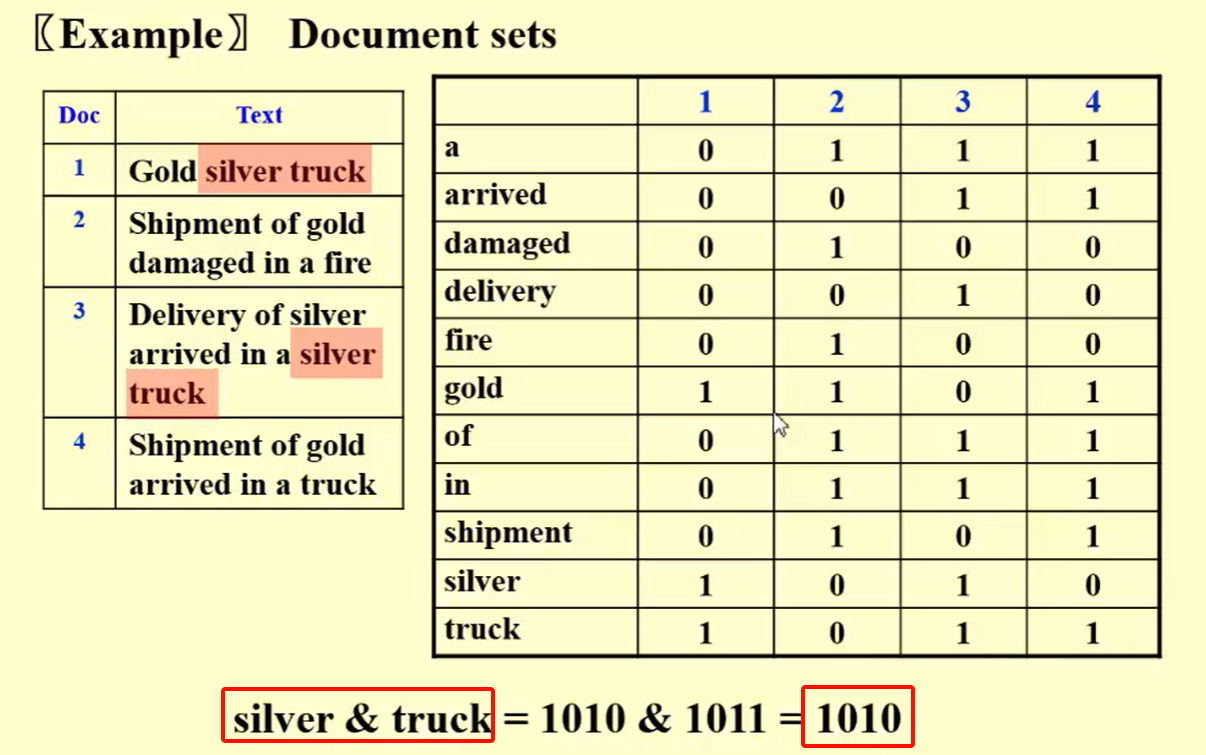 〖Example〗 Document sets
Doc Text
1 Gold silver truck
2 Shipment of gold
damaged in a fire
3 Delivery of silver
arrived in a silver
truck
4 Shipment of gold
arrived in a truck
1 2 3 4
a 0 1 1 1
arrived 0 0 1 1
damaged 0 1 0 0
delivery 0 0 1 0
fire 0 1 0 0
gold 1 1 0 1
of 0 1 1 1
in 0 1 1 1
shipment 0 1 0 1
silver 1 0 1 0
truck 1 0 1 1
silver & truck = 1010 & 1011 = 1010